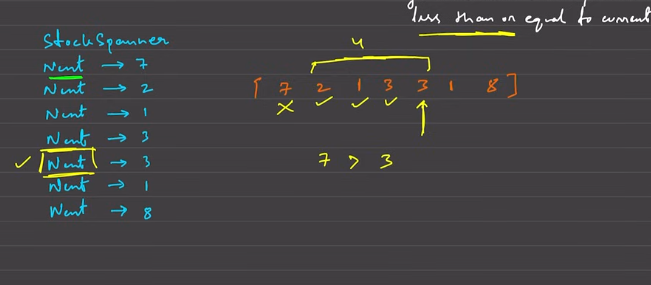 less than or equal to current
StockSpanner
Next → 7
Next → 2
Next → 1
Next → 3
✓ Next → 3
Next → 1
Next → 8
4
[ 7 2 1 3 3 1 8 ]
× ✓ ✓ ✓
7 > 3